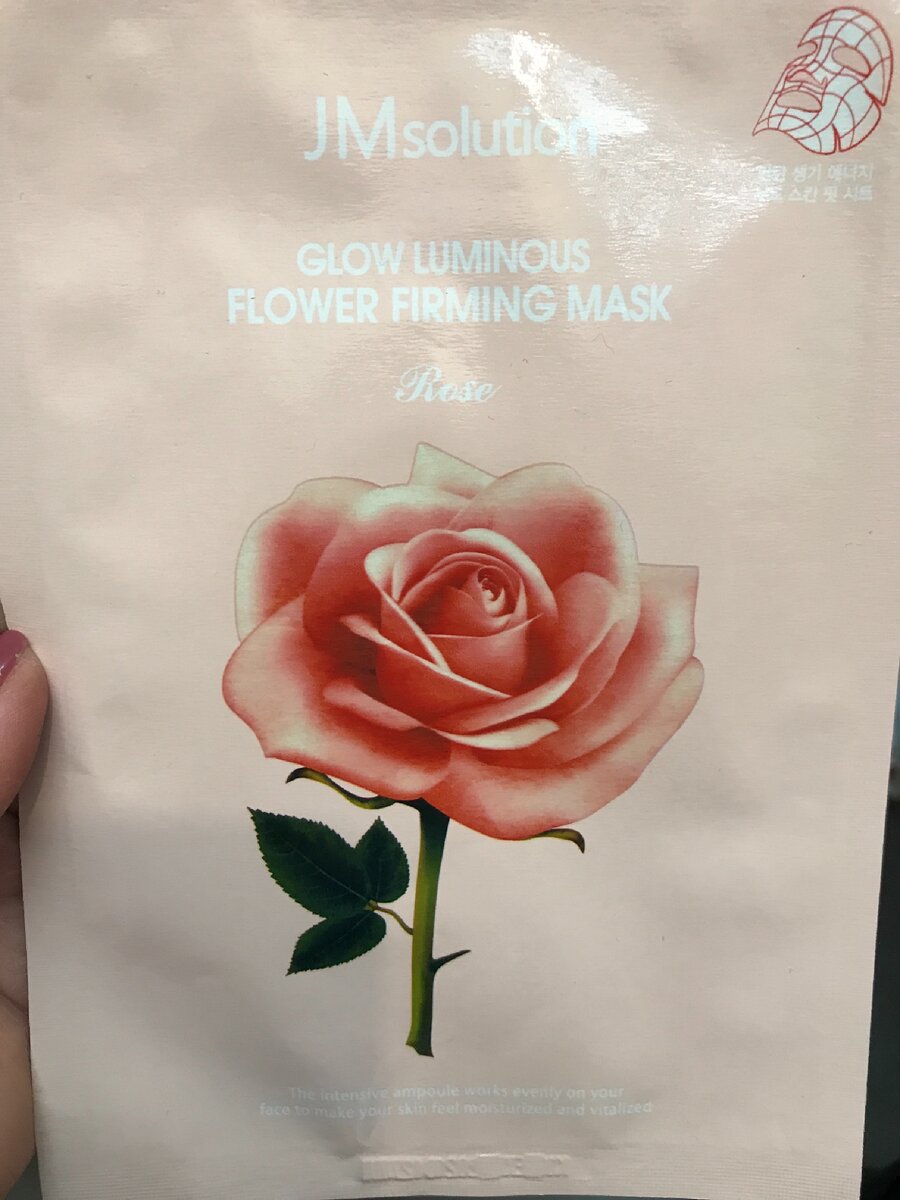 JMsolution
생기 에너지
스킨 핏 시트
GLOW LUMINOUS
FLOWER FIRMING MASK
Rose
The intensive ampoule works evenly on your
face to make your skin feel moisturized and vitalized